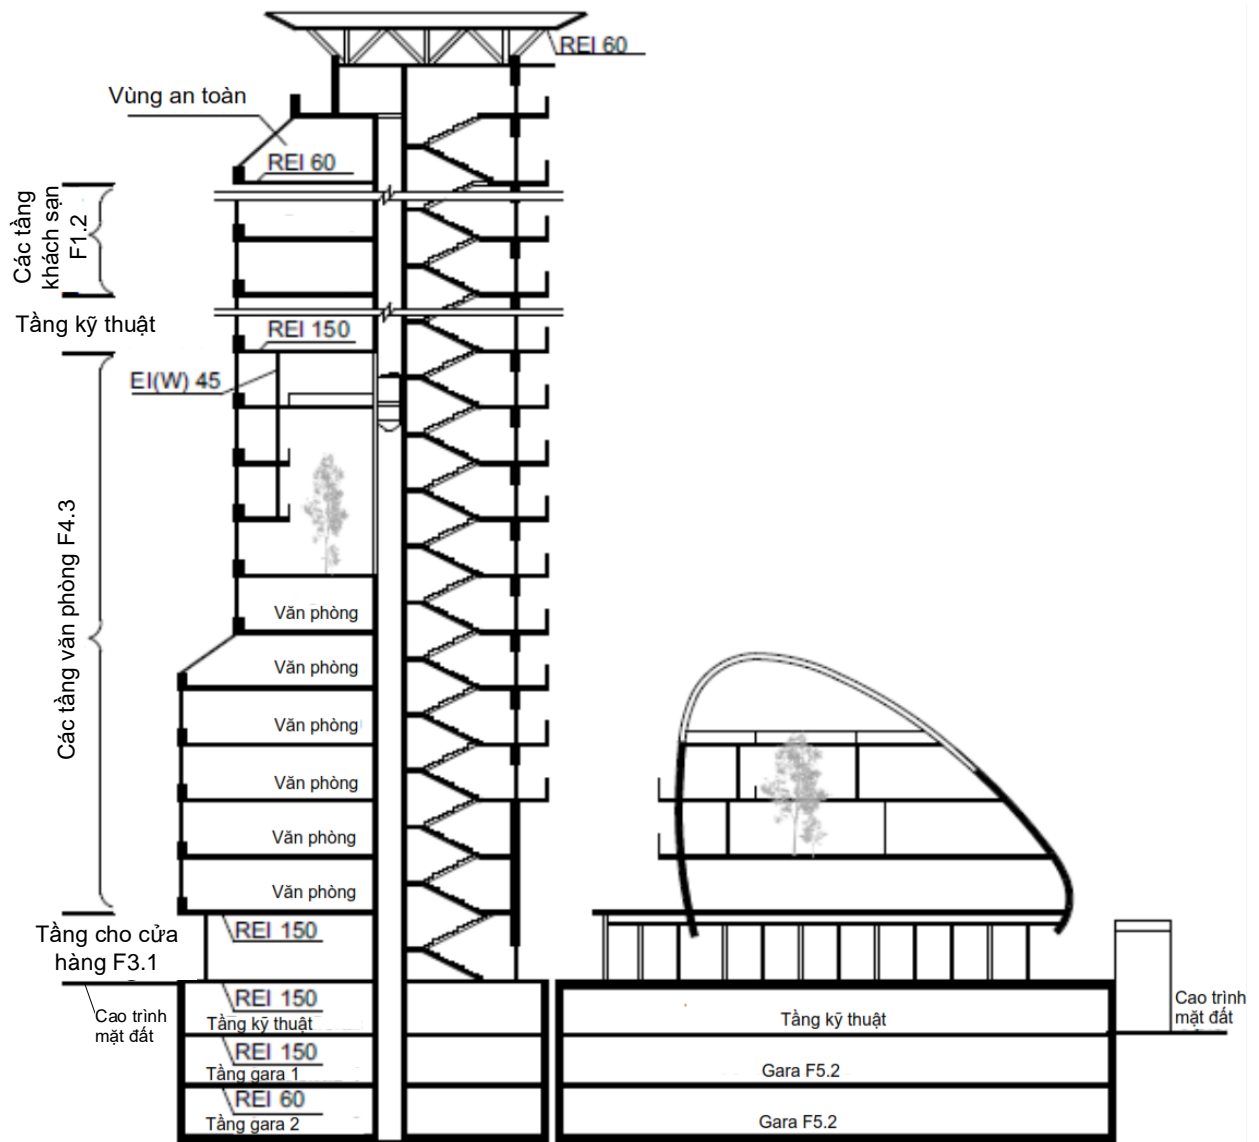 REI 60
Vùng an toàn
REI 60
Các tầng
khách sạn
F1.2
Tầng kỹ thuật
REI 150
EI(W) 45
Các tầng văn phòng F4.3
Văn phòng
Văn phòng
Văn phòng
Văn phòng
Văn phòng
Văn phòng
Tầng cho cửa
hàng F3.1
REI 150
Cao trình
mặt đất
REI 150
Tầng kỹ thuật
REI 150
Tầng gara 1
REI 60
Tầng gara 2
Tầng kỹ thuật
Gara F5.2
Gara F5.2
Cao trình
mặt đất